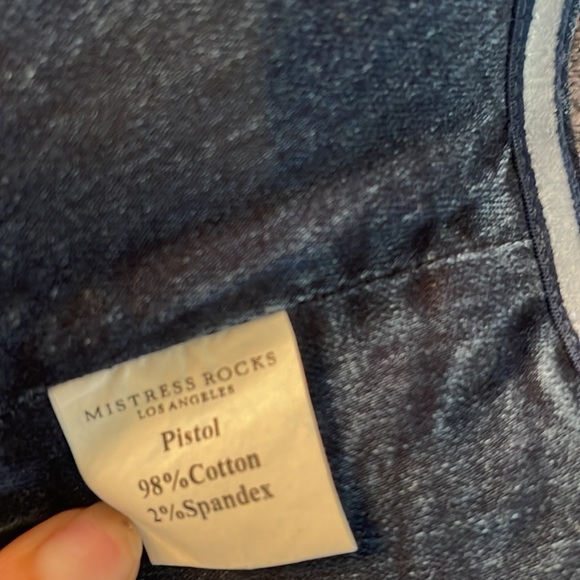 MISTRESS ROCKS
LOS ANGELES
Pistol
98%Cotton
2%Spandex